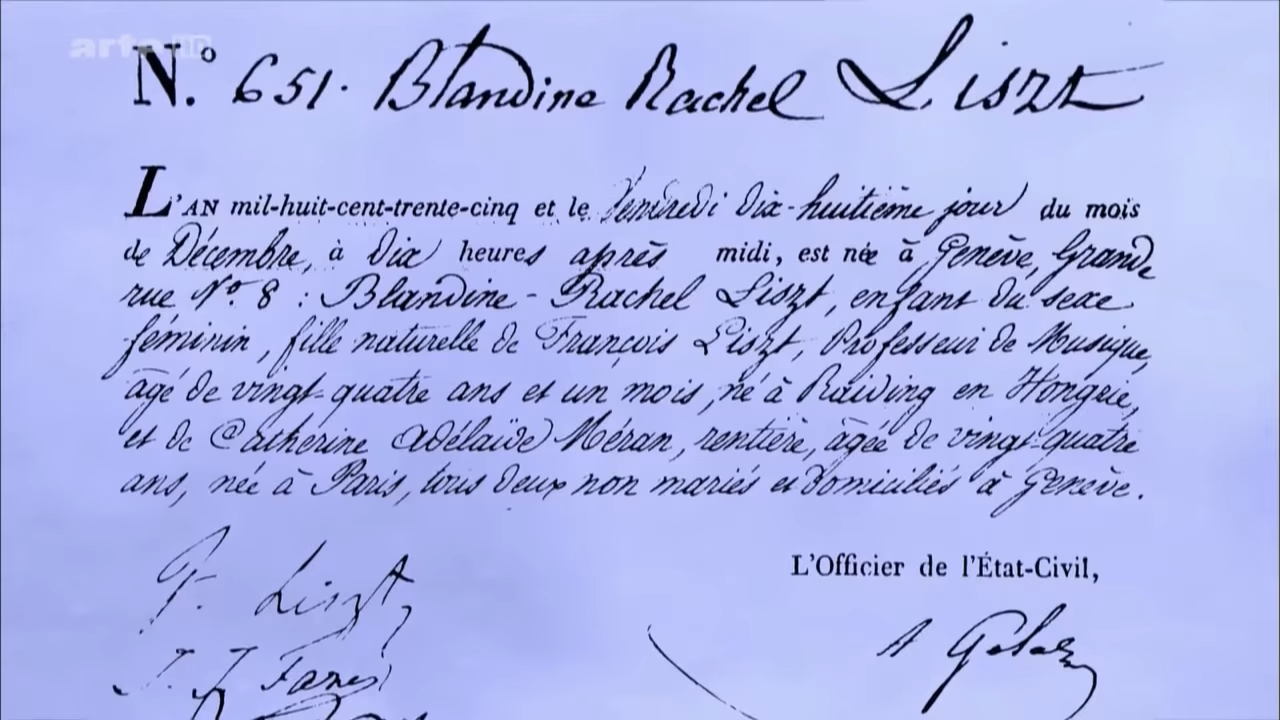 arte HD
N.º 651. Blandine Rachel Liszt
L'AN mil-huit-cent-trente-cinq et le Vendredi dix-huitième jour du mois
de Décembre, à dix heures après midi, est née à Genève, Grande
rue Nº. 8 : Blandine-Rachel Liszt, enfant du sexe
féminin, fille naturelle de François Liszt, Professeur de Musique,
âgé de vingt-quatre ans et un mois, né à Raiding en Hongrie,
et de Catherine Adélaïde Méran, rentière, âgée de vingt-quatre
ans, née à Paris, tous deux non mariés et domiciliés à Genève.
L'Officier de l'État-Civil,
F. Liszt
J. J.
A